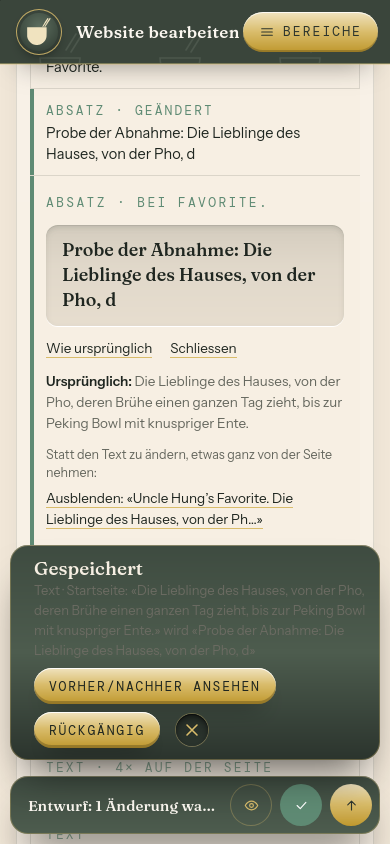 Website bearbeiten
BEREICHE
Favorite.
ABSATZ · GEÄNDERT
Probe der Abnahme: Die Lieblinge des
Hauses, von der Pho, d
ABSATZ · BEI FAVORITE.
Probe der Abnahme: Die
Lieblinge des Hauses, von der
Pho, d
Wie ursprünglich Schliessen
Ursprünglich: Die Lieblinge des Hauses, von der
Pho, deren Brühe einen ganzen Tag zieht, bis zur
Peking Bowl mit knuspriger Ente.
Statt den Text zu ändern, etwas ganz von der Seite
nehmen:
Ausblenden: «Uncle Hung's Favorite. Die
Lieblinge des Hauses, von der Ph…»
Gespeichert
Text · Startseite: «Die Lieblinge des Hauses, von der Pho,
deren Brühe einen ganzen Tag zieht, bis zur Peking Bowl
mit knuspriger Ente.» wird «Probe der Abnahme: Die
Lieblinge des Hauses, von der Pho, d»
VORHER/NACHHER ANSEHEN
RÜCKGÄNGIG
TEXT · 4× AUF DER SEITE
Entwurf: 1 Änderung wa…
TEXT